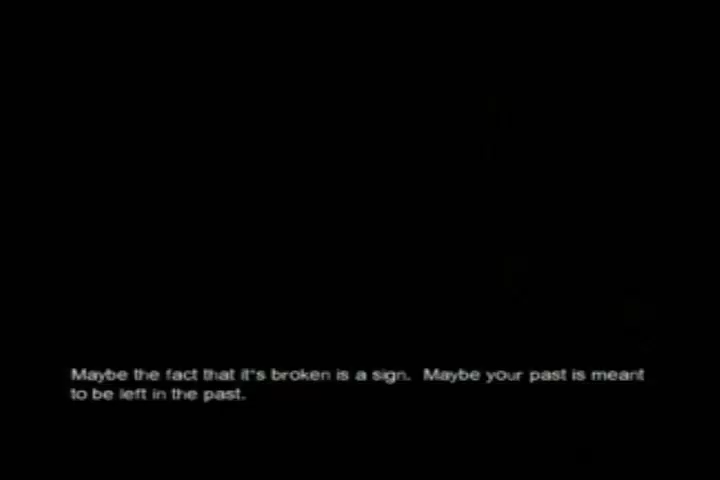 Maybe the fact that it's broken is a sign. Maybe your past is meant
to be left in the past.